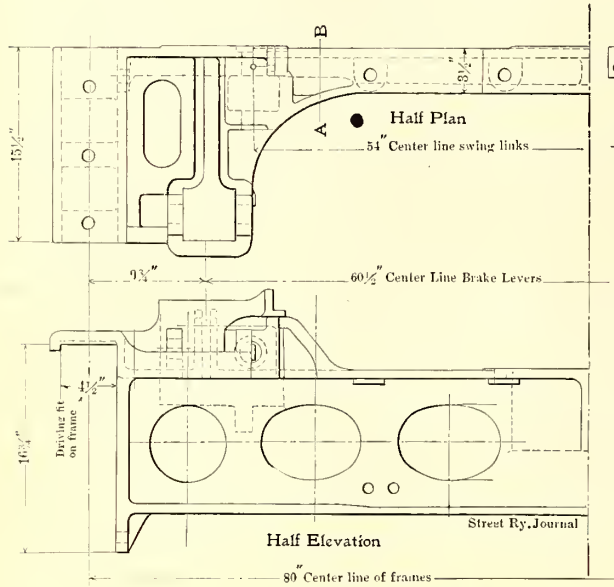 B
A
3½"
15½"
Half Plan
54" Center line swing links
9¾"
60½" Center Line Brake Levers
4½"
Driving fit
on frame
16¾"
Street Ry. Journal
Half Elevation
80" Center line of frames